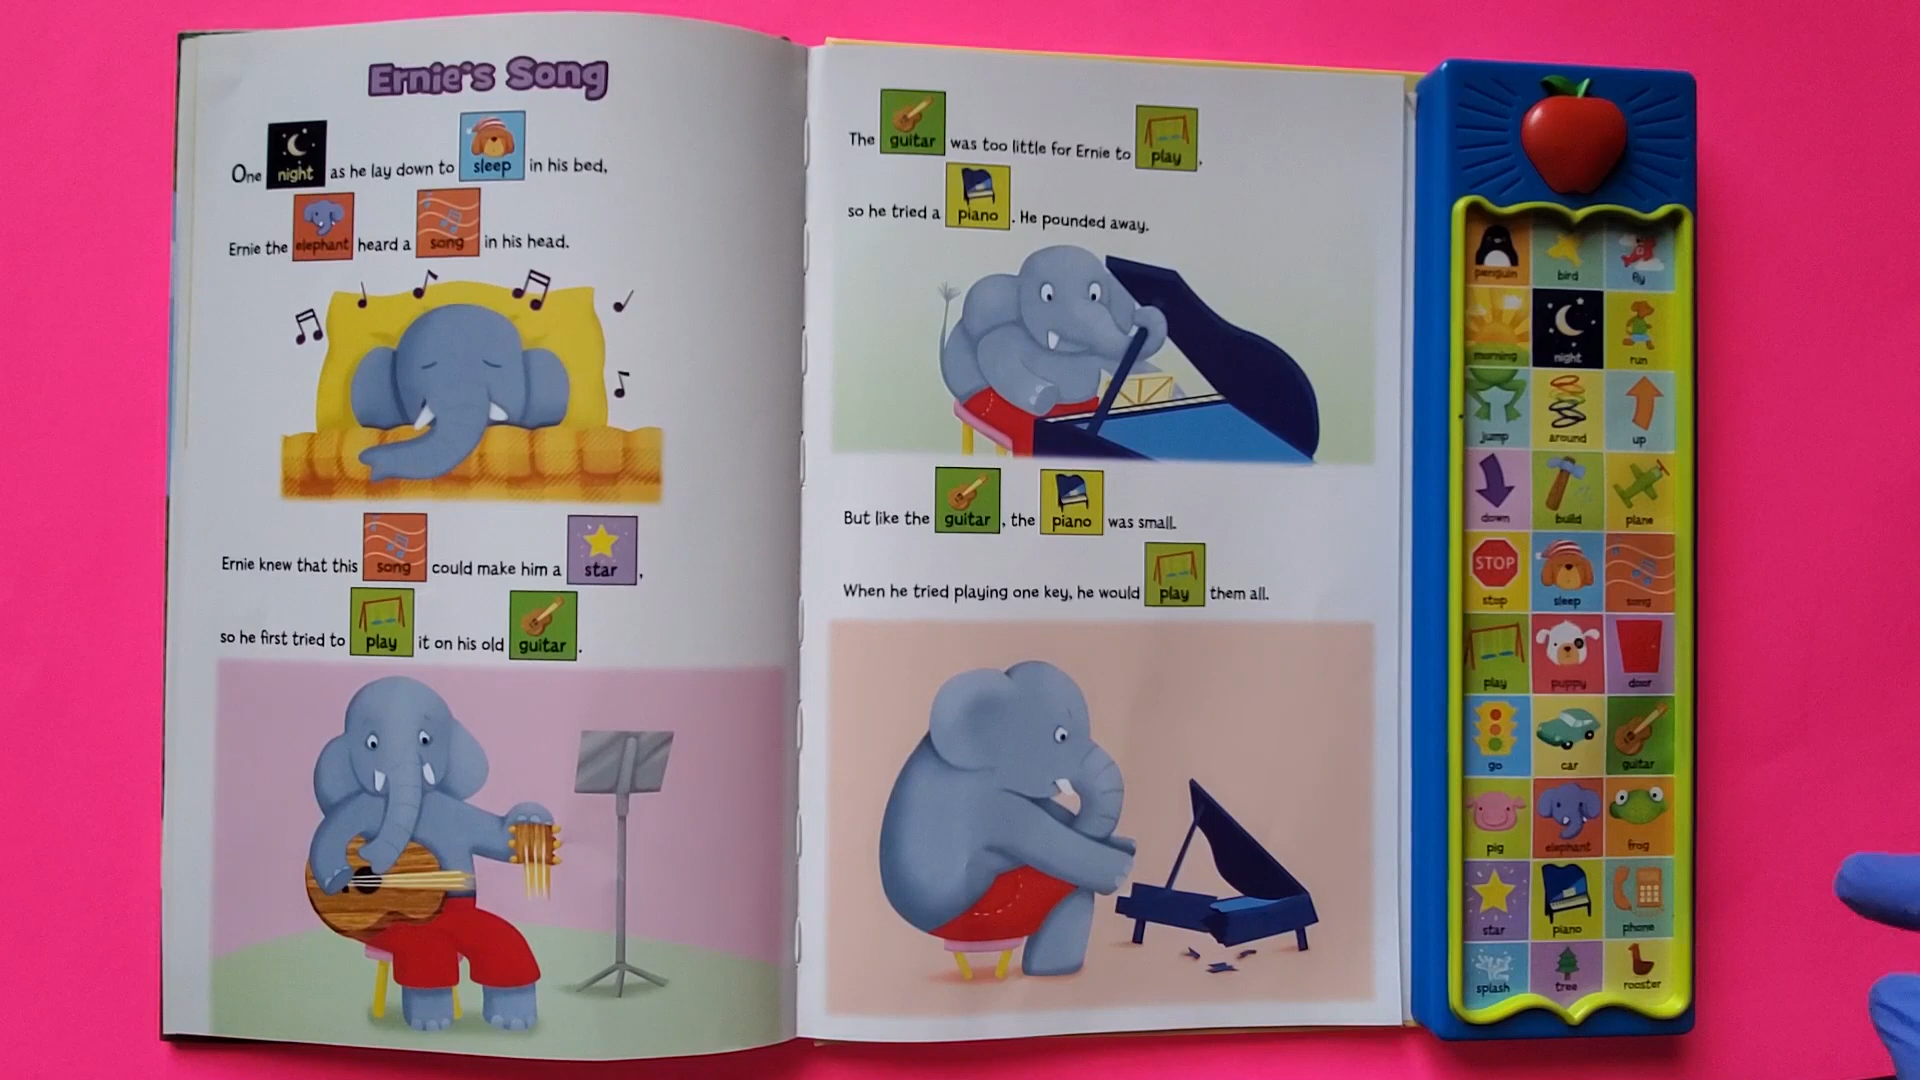 Ernie's Song
One night as he lay down to sleep in his bed,
Ernie the elephant heard a song in his head.
Ernie knew that this song could make him a star,
so he first tried to play it on his old guitar.
The guitar was too little for Ernie to play,
so he tried a piano. He pounded away.
But like the guitar, the piano was small.
When he tried playing one key, he would play them all.
penguin bird fly
morning night run
jump around up
down build plane
STOP
stop sleep song
play puppy door
go car guitar
pig elephant frog
star piano phone
splash tree rooster